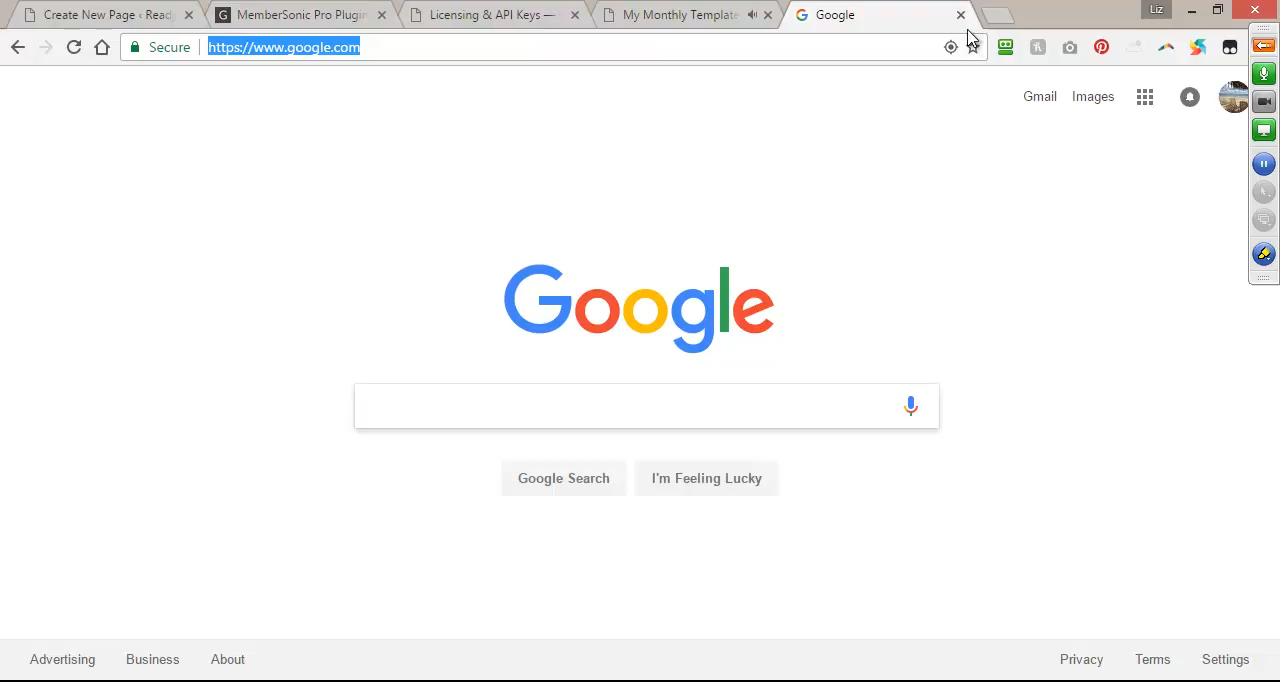 Create New Page ‹ Read
MemberSonic Pro Plugin
Licensing & API Keys —
My Monthly Template
Google
Liz
Secure
https://www.google.com
Gmail
Images
Google
Google Search
I'm Feeling Lucky
Advertising
Business
About
Privacy
Terms
Settings